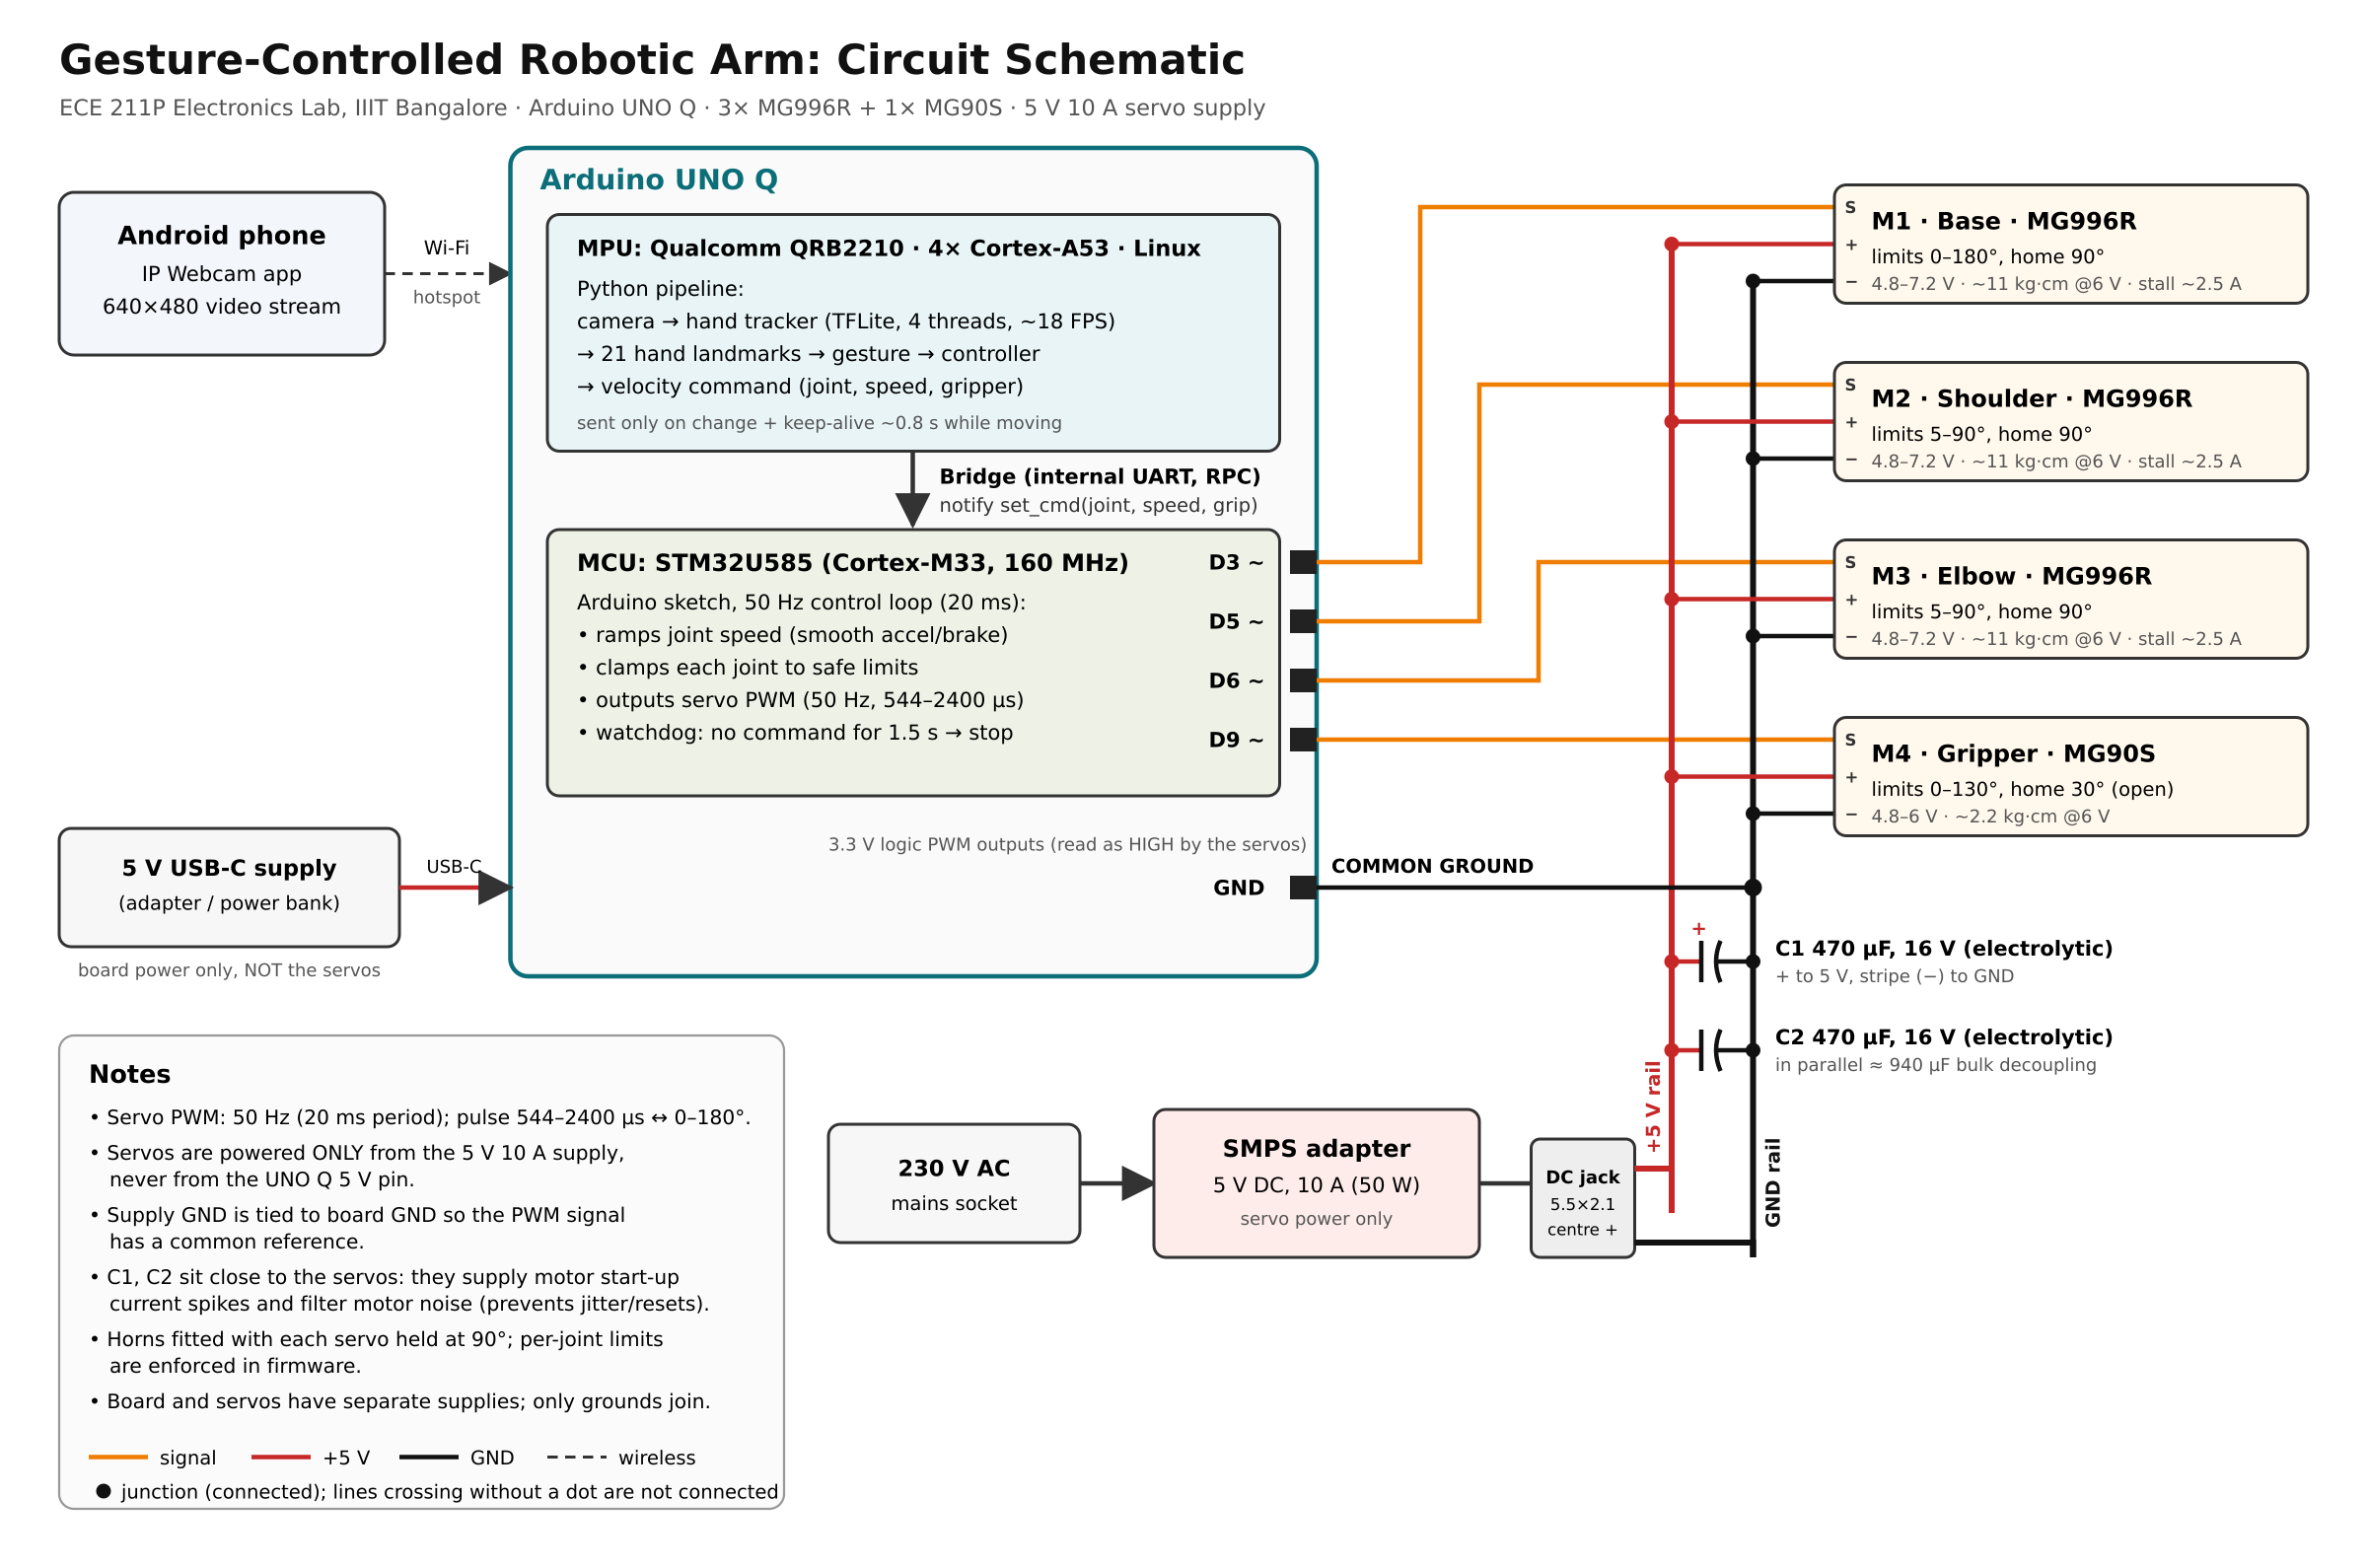 Gesture-Controlled Robotic Arm: Circuit Schematic
ECE 211P Electronics Lab, IIIT Bangalore · Arduino UNO Q · 3× MG996R + 1× MG90S · 5 V 10 A servo supply
Android phone
IP Webcam app
640×480 video stream
Wi-Fi
hotspot
Arduino UNO Q
MPU: Qualcomm QRB2210 · 4× Cortex-A53 · Linux
Python pipeline:
camera → hand tracker (TFLite, 4 threads, ~18 FPS)
→ 21 hand landmarks → gesture → controller
→ velocity command (joint, speed, gripper)
sent only on change + keep-alive ~0.8 s while moving
Bridge (internal UART, RPC)
notify set_cmd(joint, speed, grip)
MCU: STM32U585 (Cortex-M33, 160 MHz)
Arduino sketch, 50 Hz control loop (20 ms):
• ramps joint speed (smooth accel/brake)
• clamps each joint to safe limits
• outputs servo PWM (50 Hz, 544–2400 µs)
• watchdog: no command for 1.5 s → stop
D3 ~
D5 ~
D6 ~
D9 ~
3.3 V logic PWM outputs (read as HIGH by the servos)
GND
COMMON GROUND
S
+
−
M1 · Base · MG996R
limits 0–180°, home 90°
4.8–7.2 V · ~11 kg·cm @6 V · stall ~2.5 A
S
+
−
M2 · Shoulder · MG996R
limits 5–90°, home 90°
4.8–7.2 V · ~11 kg·cm @6 V · stall ~2.5 A
S
+
−
M3 · Elbow · MG996R
limits 5–90°, home 90°
4.8–7.2 V · ~11 kg·cm @6 V · stall ~2.5 A
S
+
−
M4 · Gripper · MG90S
limits 0–130°, home 30° (open)
4.8–6 V · ~2.2 kg·cm @6 V
5 V USB-C supply
(adapter / power bank)
USB-C
board power only, NOT the servos
+
C1 470 µF, 16 V (electrolytic)
+ to 5 V, stripe (−) to GND
C2 470 µF, 16 V (electrolytic)
in parallel ≈ 940 µF bulk decoupling
+5 V rail
GND rail
230 V AC
mains socket
SMPS adapter
5 V DC, 10 A (50 W)
servo power only
DC jack
5.5×2.1
centre +
Notes
• Servo PWM: 50 Hz (20 ms period); pulse 544–2400 µs ↔ 0–180°.
• Servos are powered ONLY from the 5 V 10 A supply,
never from the UNO Q 5 V pin.
• Supply GND is tied to board GND so the PWM signal
has a common reference.
• C1, C2 sit close to the servos: they supply motor start-up
current spikes and filter motor noise (prevents jitter/resets).
• Horns fitted with each servo held at 90°; per-joint limits
are enforced in firmware.
• Board and servos have separate supplies; only grounds join.
signal
+5 V
GND
wireless
junction (connected); lines crossing without a dot are not connected